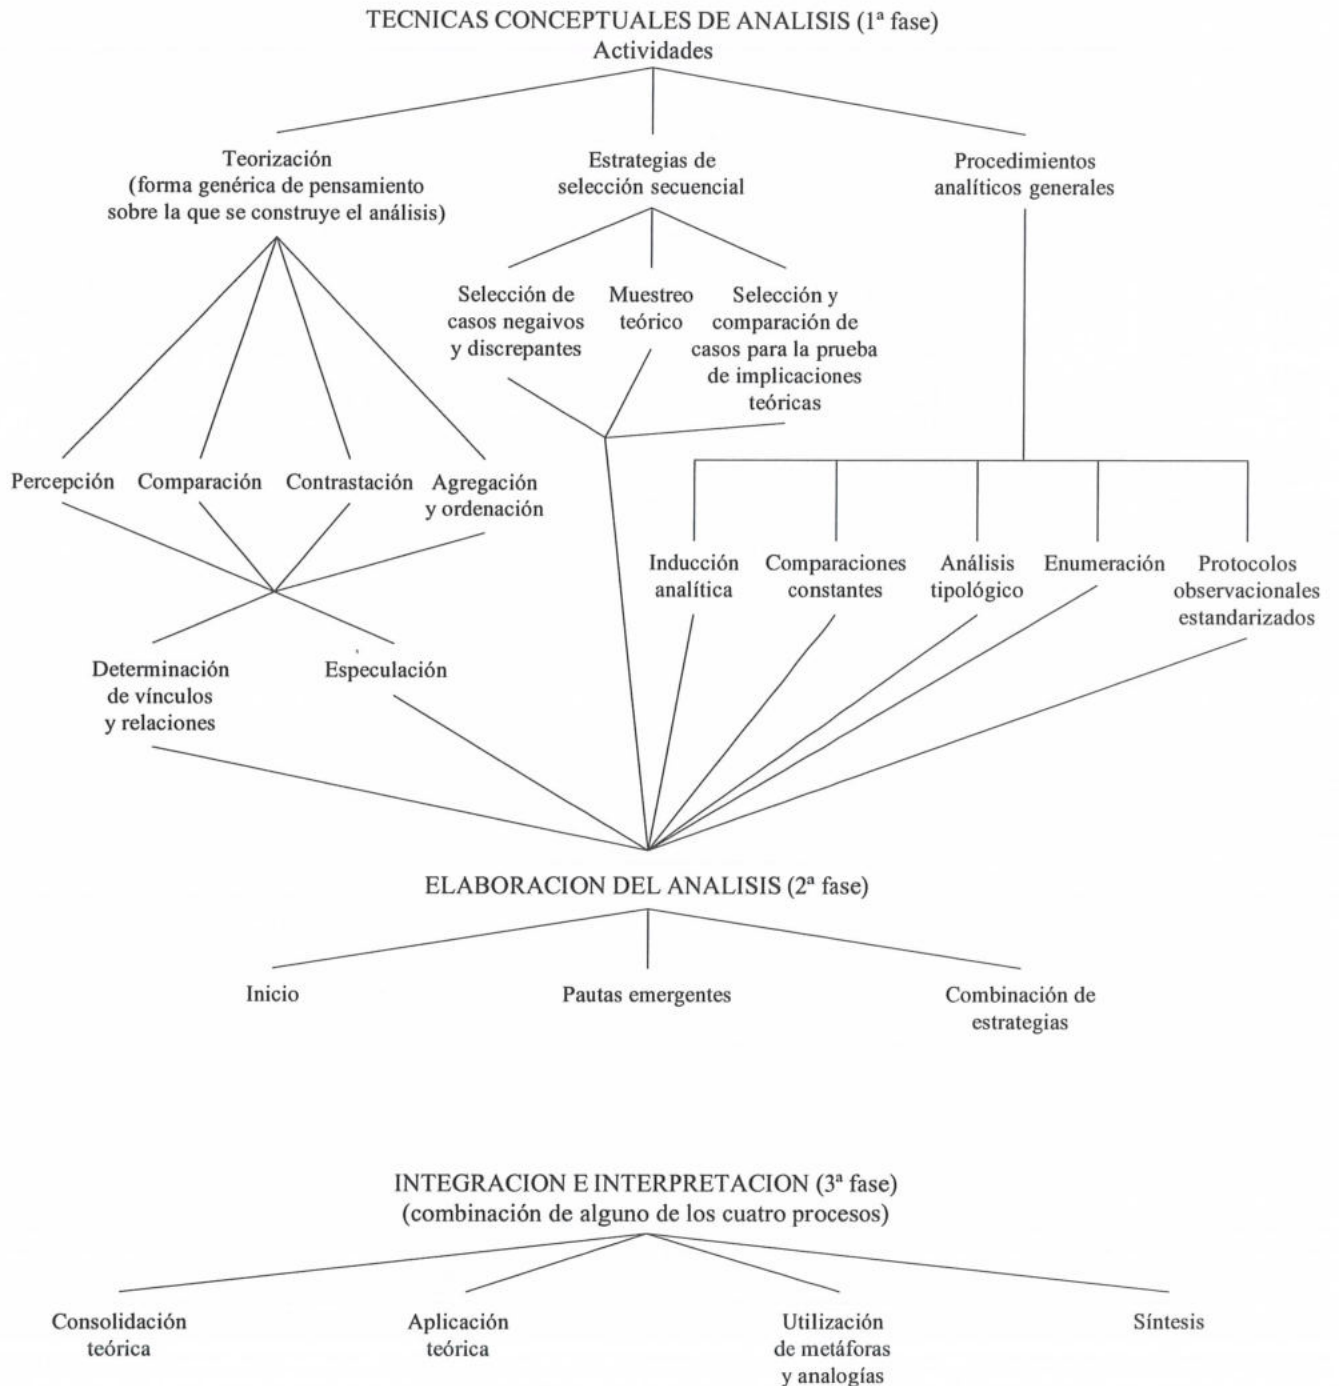 TECNICAS CONCEPTUALES DE ANALISIS (1ª fase)
Actividades
Teorización
(forma genérica de pensamiento
sobre la que se construye el análisis)
Estrategias de
selección secuencial
Procedimientos
analíticos generales
Selección de
casos negaivos
y discrepantes
Muestreo
teórico
Selección y
comparación de
casos para la prueba
de implicaciones
teóricas
Percepción
Comparación
Contrastación
Agregación
y ordenación
Inducción
analítica
Comparaciones
constantes
Análisis
tipológico
Enumeración
Protocolos
observacionales
estandarizados
Determinación
de vínculos
y relaciones
Especulación
ELABORACION DEL ANALISIS (2ª fase)
Inicio
Pautas emergentes
Combinación de
estrategias
INTEGRACION E INTERPRETACION (3ª fase)
(combinación de alguno de los cuatro procesos)
Consolidación
teórica
Aplicación
teórica
Utilización
de metáforas
y analogías
Síntesis